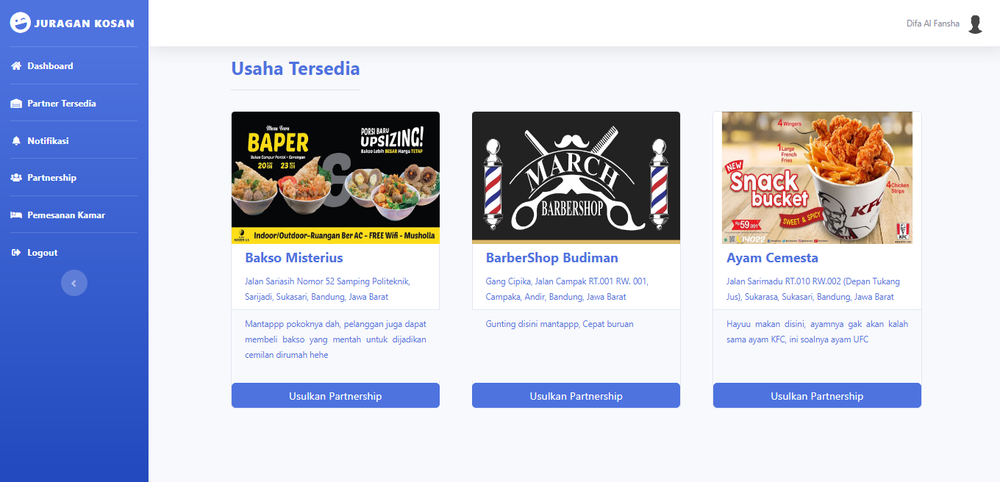 JURAGAN KOSAN
Difa Al Fansha
Dashboard
Partner Tersedia
Notifikasi
Partnership
Pemesanan Kamar
Logout
Usaha Tersedia
Menu Baru
BAPER
Bakso Campur Pentol • Gorengan
20
23
&
PORSI BARU
UPSIZING!
Bakso Lebih BESAR Harga TETAP
Indoor/Outdoor-Ruangan Ber AC - FREE Wifi - Musholla
Bakso Misterius
Jalan Sariasih Nomor 52 Samping Politeknik,
Sarijadi, Sukasari, Bandung, Jawa Barat
Mantappp pokoknya dah, pelanggan juga dapat
membeli bakso yang mentah untuk dijadikan
cemilan dirumah hehe
Usulkan Partnership
MARCH
BARBERSHOP
BarberShop Budiman
Gang Cipika, Jalan Campak RT.001 RW. 001,
Campaka, Andir, Bandung, Jawa Barat
Gunting disini mantappp, Cepat buruan
Usulkan Partnership
4 Wingers
1 Large
French
Fries
4 Chicken
Strips
NEW
Snack
bucket
SWEET & SPICY
Rp 59.091
14022
KFC
KFC
Ayam Cemesta
Jalan Sarimadu RT.010 RW.002 (Depan Tukang
Jus), Sukarasa, Sukasari, Bandung, Jawa Barat
Hayuu makan disini, ayamnya gak akan kalah
sama ayam KFC, ini soalnya ayam UFC
Usulkan Partnership